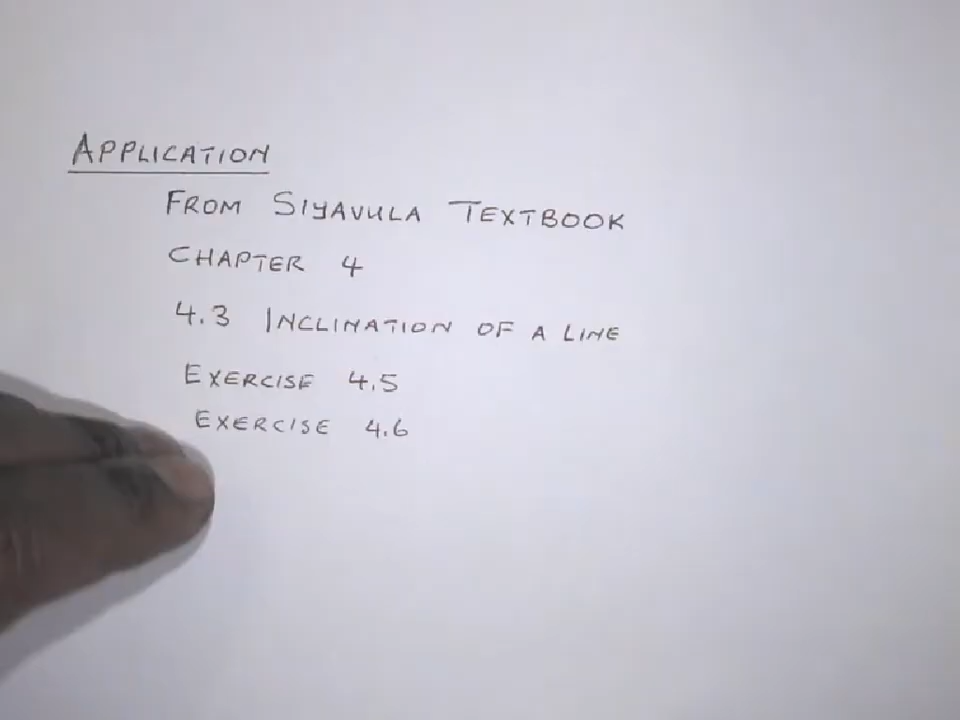 APPLICATION
FROM SIYAVULA TEXTBOOK
CHAPTER 4
4.3 INCLINATION OF A LINE
EXERCISE 4.5
EXERCISE 4.6